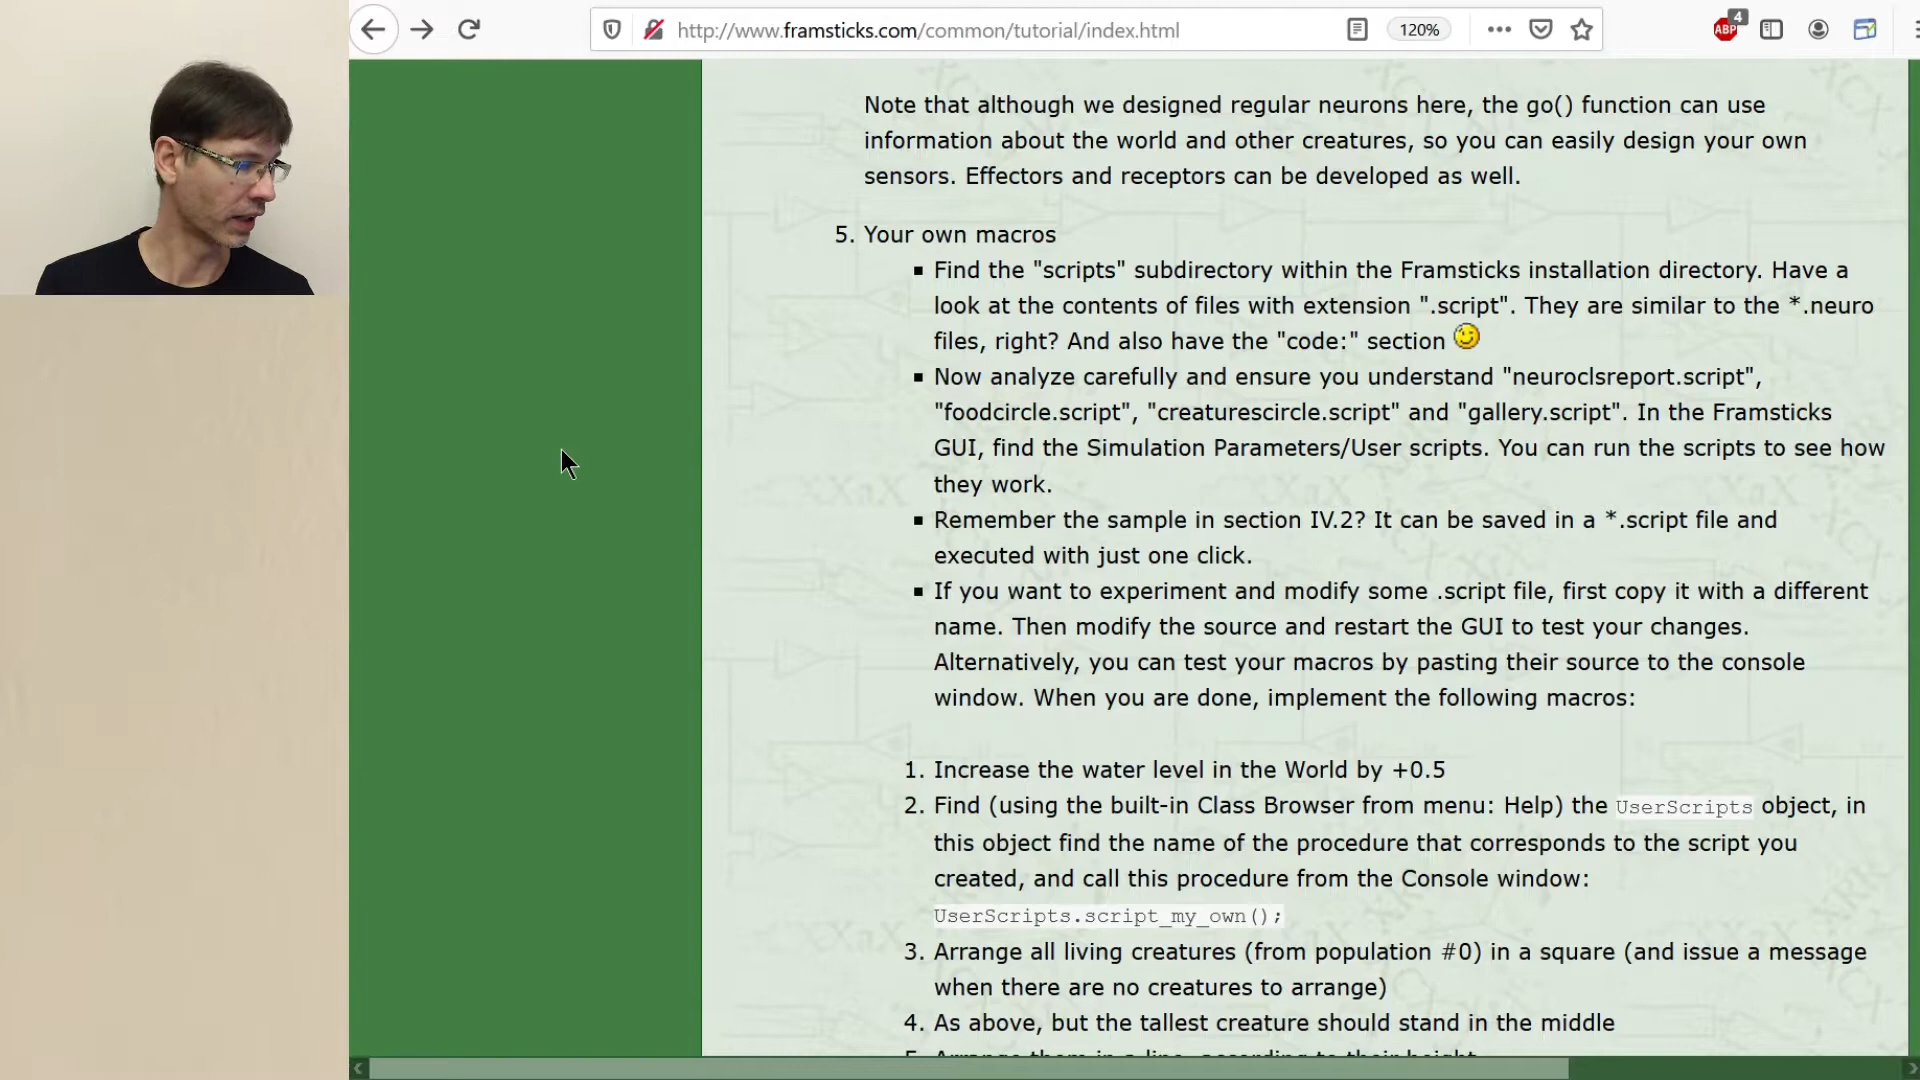 http://www.framsticks.com/common/tutorial/index.html
120%
ABP
4
Note that although we designed regular neurons here, the go() function can use
information about the world and other creatures, so you can easily design your own
sensors. Effectors and receptors can be developed as well.
5. Your own macros
Find the "scripts" subdirectory within the Framsticks installation directory. Have a
look at the contents of files with extension ".script". They are similar to the *.neuro
files, right? And also have the "code:" section
Now analyze carefully and ensure you understand "neuroclsreport.script",
"foodcircle.script", "creaturescircle.script" and "gallery.script". In the Framsticks
GUI, find the Simulation Parameters/User scripts. You can run the scripts to see how
they work.
Remember the sample in section IV.2? It can be saved in a *.script file and
executed with just one click.
If you want to experiment and modify some .script file, first copy it with a different
name. Then modify the source and restart the GUI to test your changes.
Alternatively, you can test your macros by pasting their source to the console
window. When you are done, implement the following macros:
1. Increase the water level in the World by +0.5
2. Find (using the built-in Class Browser from menu: Help) the UserScripts object, in
this object find the name of the procedure that corresponds to the script you
created, and call this procedure from the Console window:
UserScripts.script_my_own();
3. Arrange all living creatures (from population #0) in a square (and issue a message
when there are no creatures to arrange)
4. As above, but the tallest creature should stand in the middle
5. Arrange them in a line, according to their height